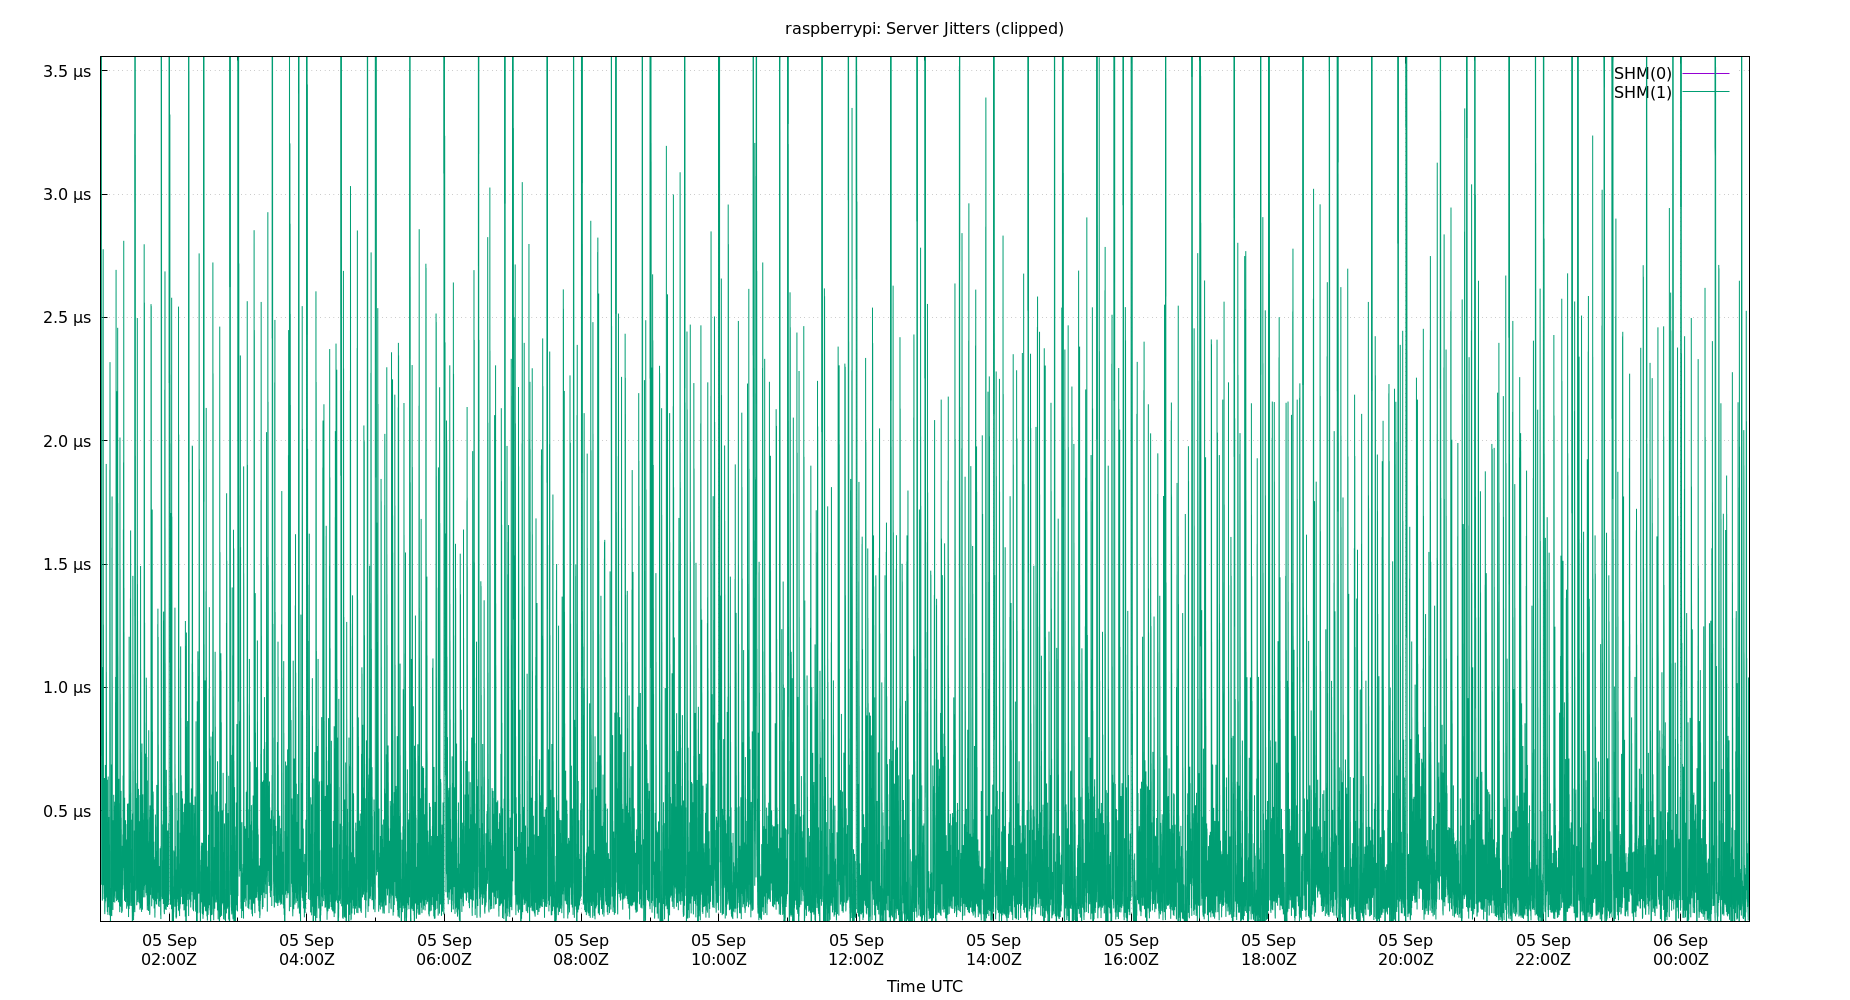 raspberrypi: Server Jitters (clipped)
3.5 µs
SHM(0)
SHM(1)
3.0 µs
2.5 µs
2.0 µs
1.5 µs
1.0 µs
0.5 µs
05 Sep 05 Sep 05 Sep 05 Sep 05 Sep 05 Sep 05 Sep 05 Sep 05 Sep 05 Sep 05 Sep 06 Sep
02:00Z 04:00Z 06:00Z 08:00Z 10:00Z 12:00Z 14:00Z 16:00Z 18:00Z 20:00Z 22:00Z 00:00Z
Time UTC